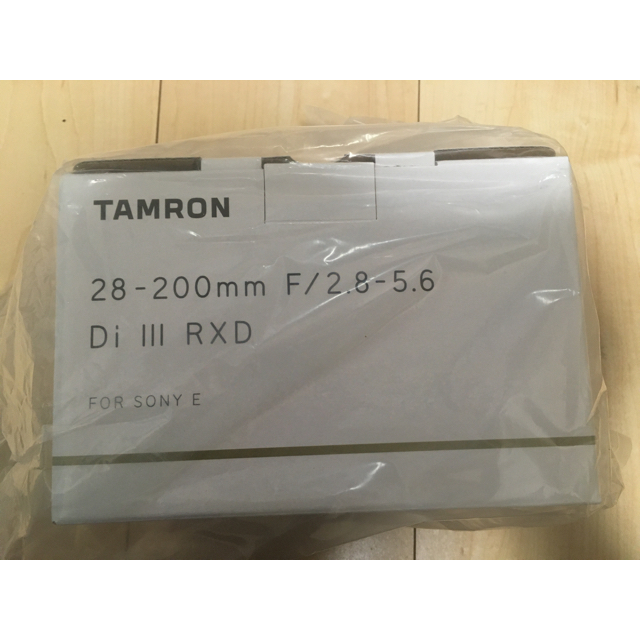 TAMRON
28-200mm F/2.8-5.6
Di III RXD
FOR SONY E